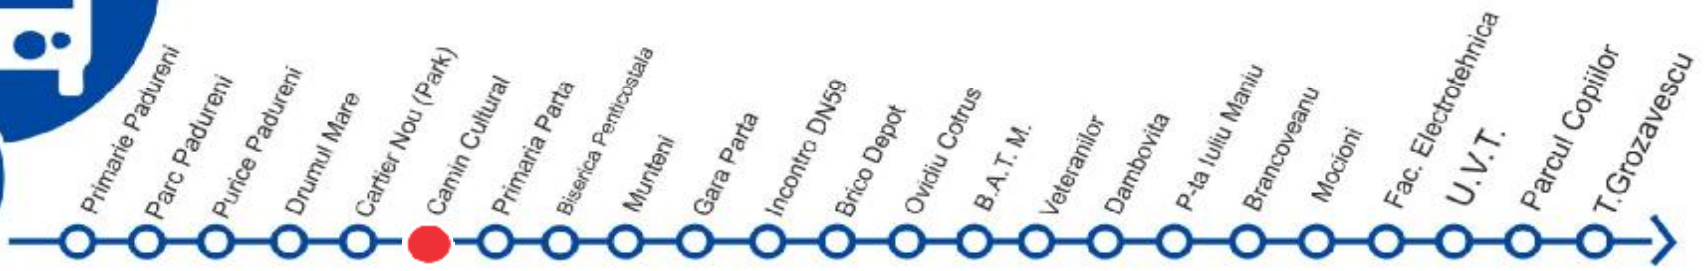 Primarie Padureni
Parc Padureni
Purice Padureni
Drumul Mare
Cartier Nou (Park)
Camin Cultural
Primaria Parta
Biserica Penticostala
Munteni
Gara Parta
Incontro DN59
Brico Depot
Ovidiu Cotrus
B.A.T.M.
Veteranilor
Dambovita
P-ta Iuliu Maniu
Brancoveanu
Mocioni
Fac. Electrotehnica
U.V.T.
Parcul Copiilor
T.Grozavescu